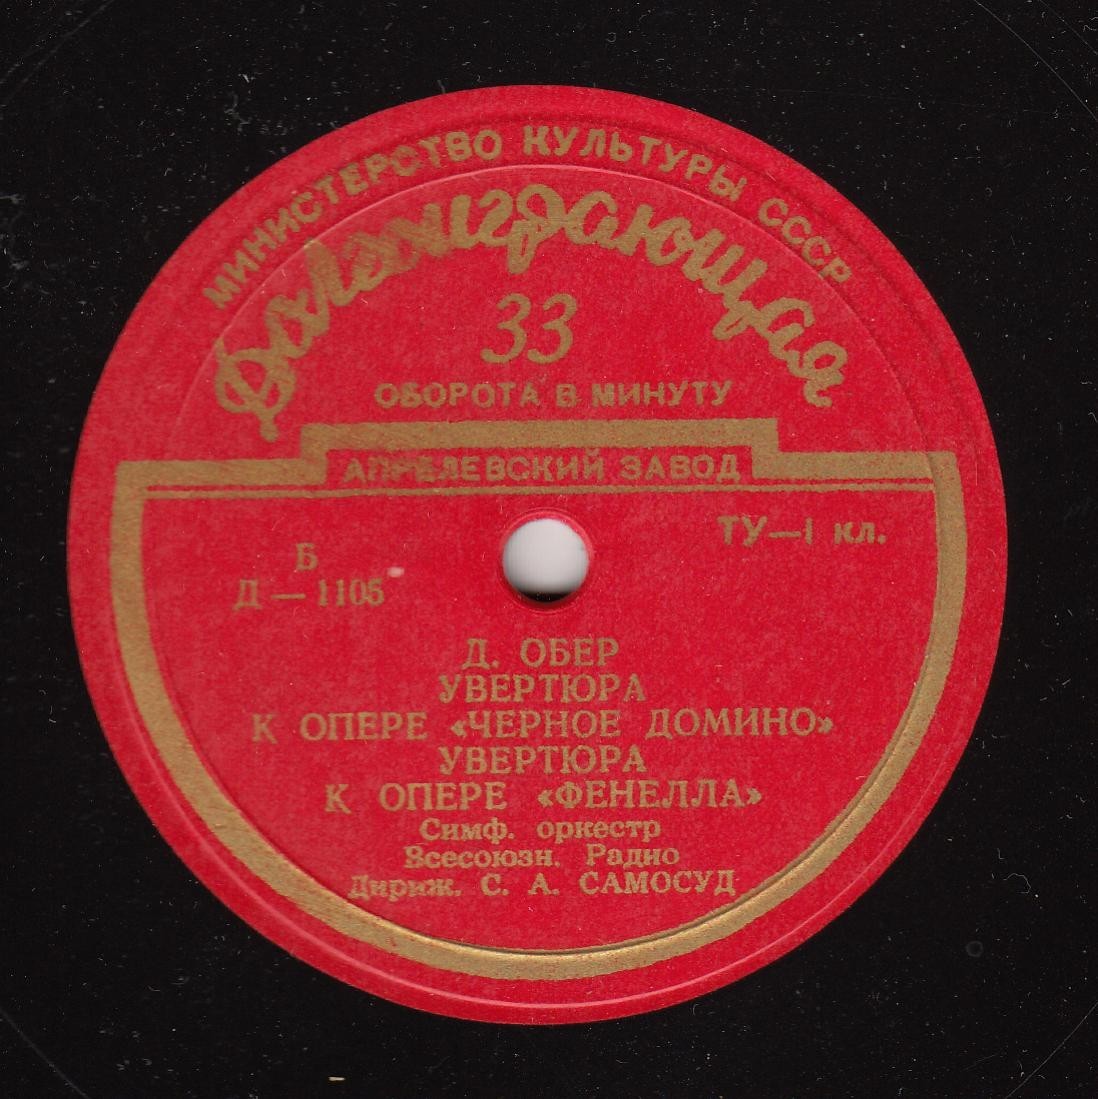 МИНИСТЕРСТВО КУЛЬТУРЫ СССР
Долгоиграющая
33
ОБОРОТА В МИНУТУ
АПРЕЛЕВСКИЙ ЗАВОД
ТУ—1 кл.
Б
Д — 1105
Д. ОБЕР
УВЕРТЮРА
К ОПЕРЕ «ЧЕРНОЕ ДОМИНО»
УВЕРТЮРА
К ОПЕРЕ «ФЕНЕЛЛА»
Симф. оркестр
Всесоюзн. Радио
Дириж. С. А. САМОСУД